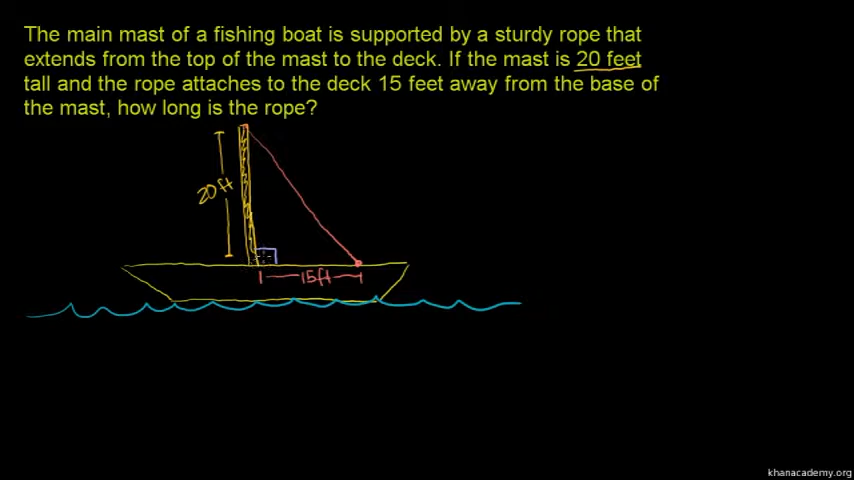 The main mast of a fishing boat is supported by a sturdy rope that
extends from the top of the mast to the deck. If the mast is 20 feet
tall and the rope attaches to the deck 15 feet away from the base of
the mast, how long is the rope?
20ft
15ft
khanacademy.org